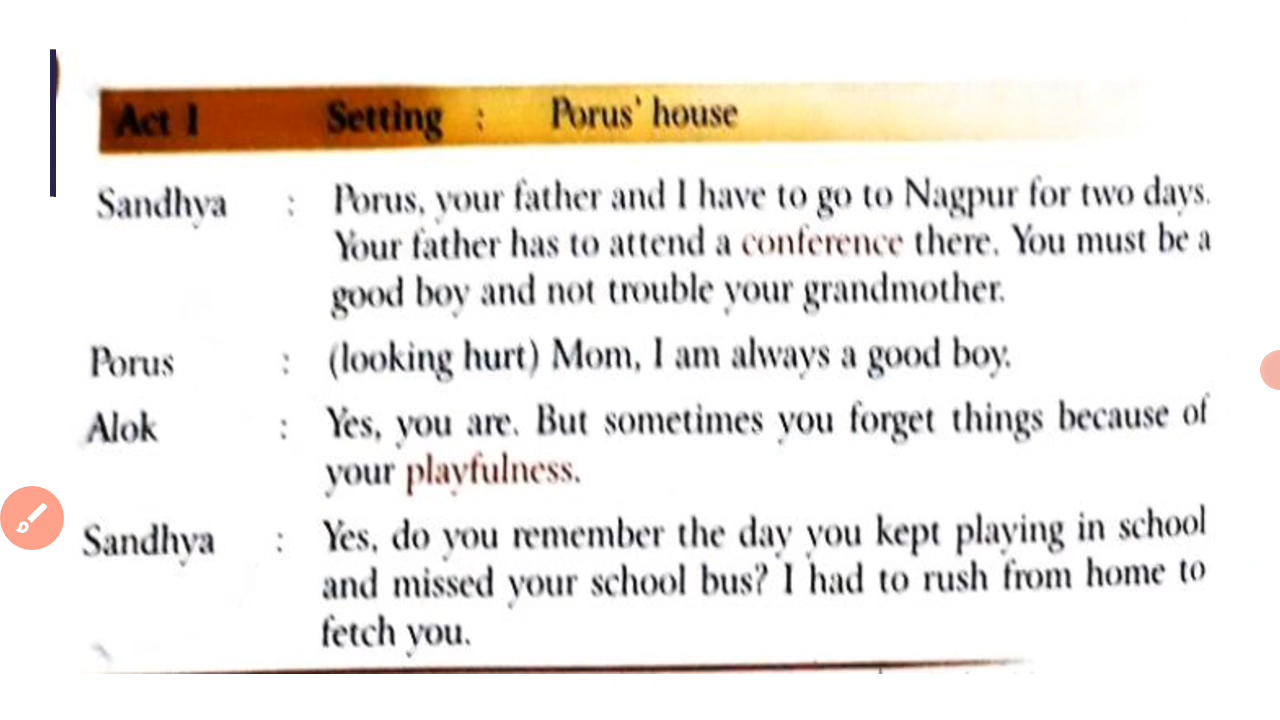 Act 1 Setting : Porus' house
Sandhya : Porus, your father and I have to go to Nagpur for two days.
Your father has to attend a conference there. You must be a
good boy and not trouble your grandmother.
Porus : (looking hurt) Mom, I am always a good boy.
Alok : Yes, you are. But sometimes you forget things because of
your playfulness.
Sandhya : Yes, do you remember the day you kept playing in school
and missed your school bus? I had to rush from home to
fetch you.